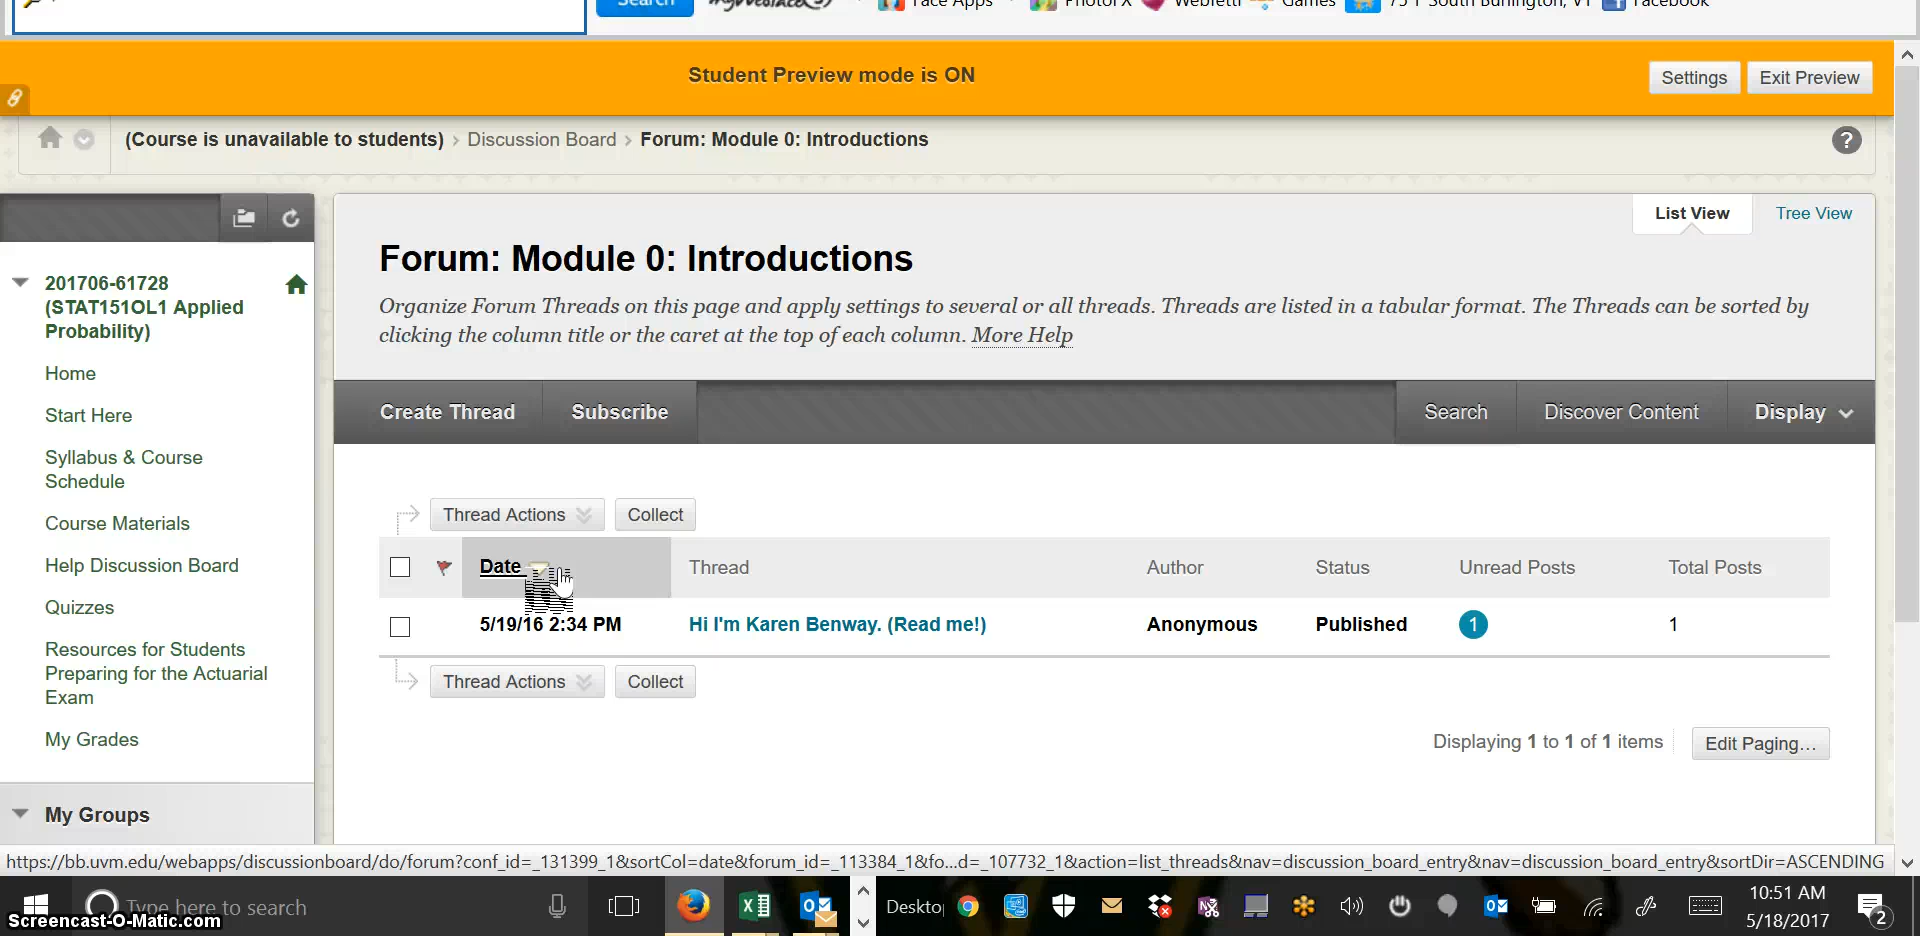 Search
Face Apps
Games
Facebook
Student Preview mode is ON
Settings
Exit Preview
(Course is unavailable to students) › Discussion Board › Forum: Module 0: Introductions
?
List View
Tree View
Forum: Module 0: Introductions
Organize Forum Threads on this page and apply settings to several or all threads. Threads are listed in a tabular format. The Threads can be sorted by
clicking the column title or the caret at the top of each column. More Help
201706-61728
(STAT151OL1 Applied
Probability)
Home
Start Here
Syllabus & Course
Schedule
Course Materials
Help Discussion Board
Quizzes
Resources for Students
Preparing for the Actuarial
Exam
My Grades
My Groups
Create Thread
Subscribe
Search
Discover Content
Display
Thread Actions
Collect
Date Thread Author Status Unread Posts Total Posts
5/19/16 2:34 PM Hi I'm Karen Benway. (Read me!) Anonymous Published 1 1
Thread Actions
Collect
Displaying 1 to 1 of 1 items
Edit Paging...
https://bb.uvm.edu/webapps/discussionboard/do/forum?conf_id=_131399_1&sortCol=date&forum_id=_113384_1&fo...d=_107732_1&action=list_threads&nav=discussion_board_entry&nav=discussion_board_entry&sortDir=ASCENDING
Type here to search
Screencast-O-Matic.com
Deskto
10:51 AM
5/18/2017
2